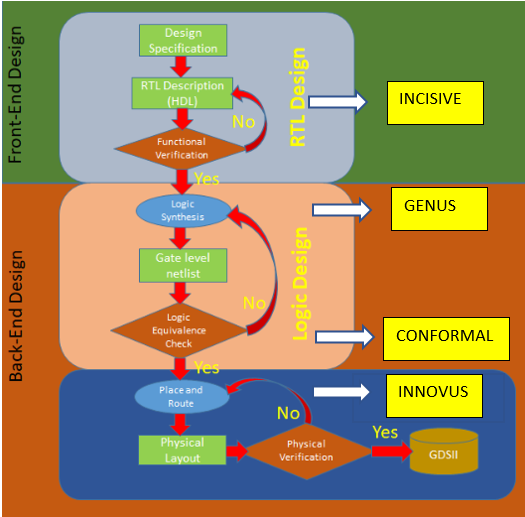 Front-End Design
Design
Specification
RTL Description
(HDL)
No
Functional
Verification
RTL Design
INCISIVE
Yes
Back-End Design
Logic
Synthesis
GENUS
Gate level
netlist
No
Logic Design
Logic
Equivalence
Check
CONFORMAL
Yes
Place and
Route
INNOVUS
No
Physical
Layout
Physical
Verification
Yes
GDSII